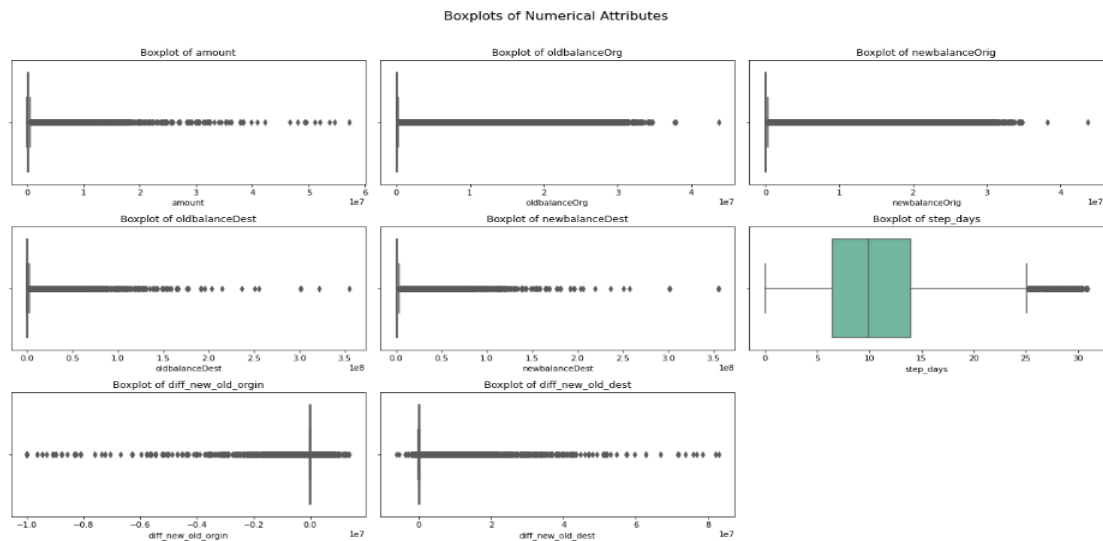 Boxplots of Numerical Attributes
Boxplot of amount
0 1 2 3 4 5 6
1e7
amount
Boxplot of oldbalanceOrg
0 1 2 3 4
1e7
oldbalanceOrg
Boxplot of newbalanceOrig
0 1 2 3 4
1e7
newbalanceOrig
Boxplot of oldbalanceDest
0.0 0.5 1.0 1.5 2.0 2.5 3.0 3.5
1e8
oldbalanceDest
Boxplot of newbalanceDest
0.0 0.5 1.0 1.5 2.0 2.5 3.0 3.5
1e8
newbalanceDest
Boxplot of step_days
0 5 10 15 20 25 30
step_days
Boxplot of diff_new_old_orgin
−1.0 −0.8 −0.6 −0.4 −0.2 0.0
1e7
diff_new_old_orgin
Boxplot of diff_new_old_dest
0 2 4 6 8
1e7
diff_new_old_dest